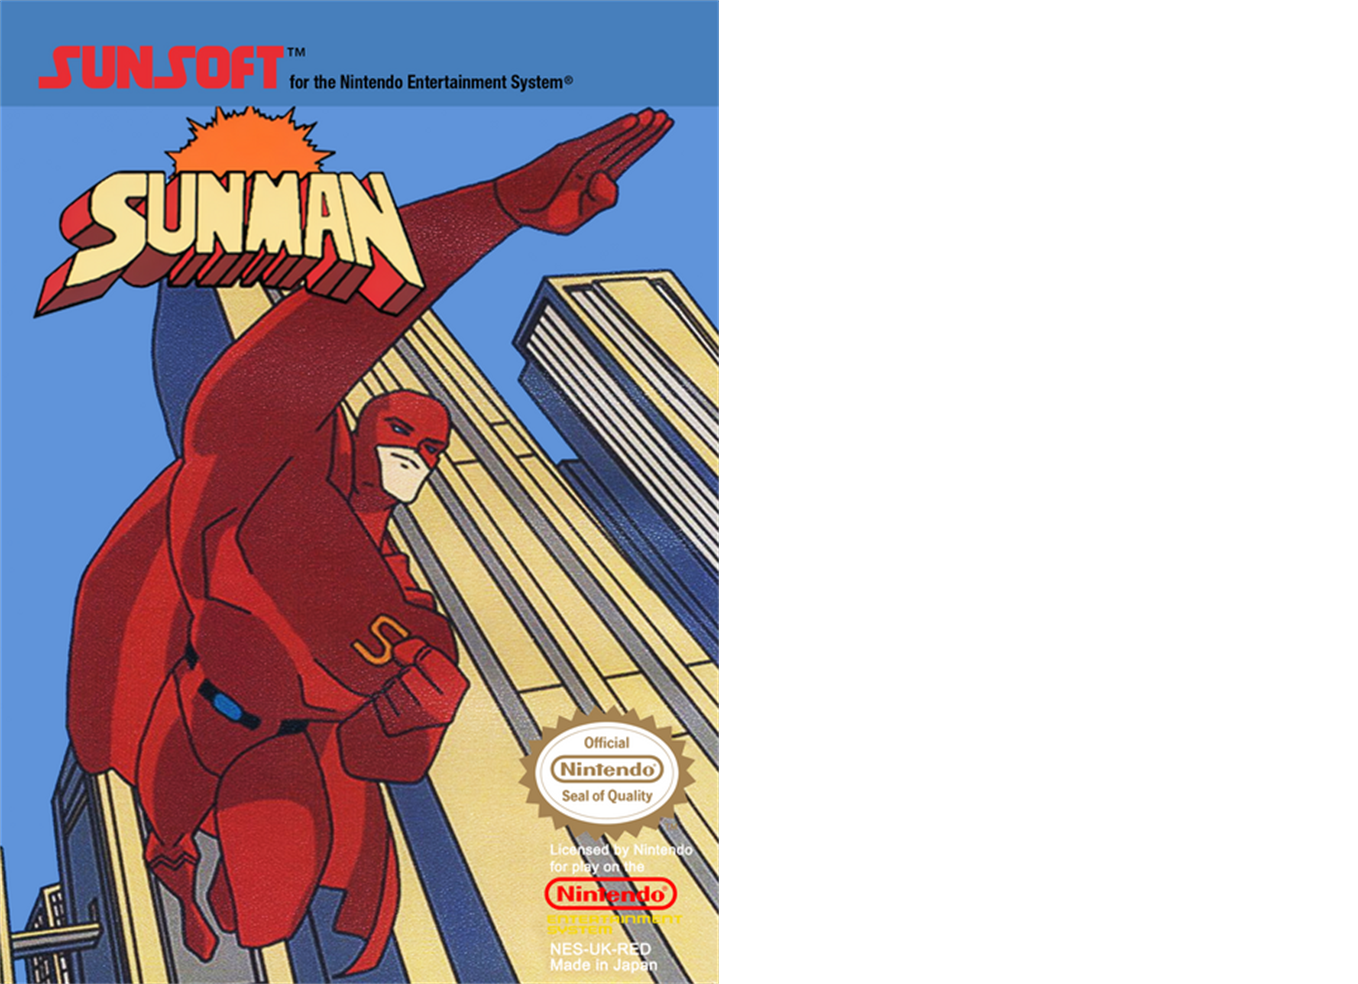 SUNSOFT™
for the Nintendo Entertainment System®
SUNMAN
S
Official
Nintendo®
Seal of Quality
Licensed by Nintendo
for play on the
Nintendo®
ENTERTAINMENT
SYSTEM
NES-UK-RED
Made in Japan